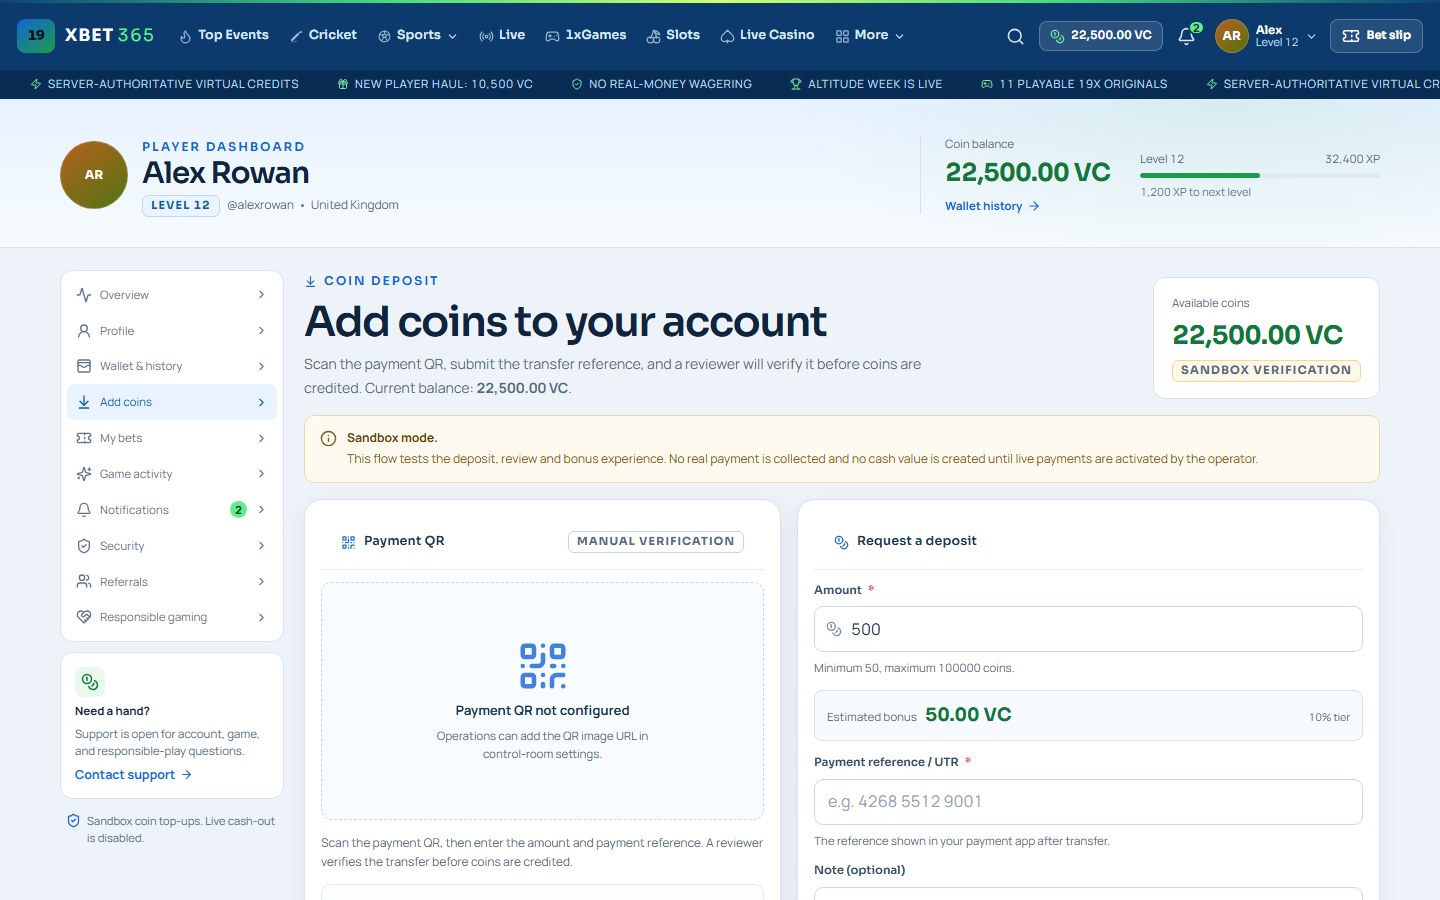 19 XBET 365 Top Events Cricket Sports Live 1xGames Slots Live Casino More 22,500.00 VC 2 AR Alex Level 12 Bet slip
SERVER-AUTHORITATIVE VIRTUAL CREDITS NEW PLAYER HAUL: 10,500 VC NO REAL-MONEY WAGERING ALTITUDE WEEK IS LIVE 11 PLAYABLE 19X ORIGINALS SERVER-AUTHORITATIVE VIRTUAL CR
AR
PLAYER DASHBOARD
Alex Rowan
LEVEL 12 @alexrowan • United Kingdom
Coin balance
22,500.00 VC
Wallet history
Level 12 32,400 XP
1,200 XP to next level
Overview
Profile
Wallet & history
Add coins
My bets
Game activity
Notifications 2
Security
Referrals
Responsible gaming
Need a hand?
Support is open for account, game,
and responsible-play questions.
Contact support
Sandbox coin top-ups. Live cash-out
is disabled.
COIN DEPOSIT
Add coins to your account
Scan the payment QR, submit the transfer reference, and a reviewer will verify it before coins are
credited. Current balance: 22,500.00 VC.
Available coins
22,500.00 VC
SANDBOX VERIFICATION
Sandbox mode.
This flow tests the deposit, review and bonus experience. No real payment is collected and no cash value is created until live payments are activated by the operator.
Payment QR MANUAL VERIFICATION
Payment QR not configured
Operations can add the QR image URL in
control-room settings.
Scan the payment QR, then enter the amount and payment reference. A reviewer
verifies the transfer before coins are credited.
Request a deposit
Amount *
500
Minimum 50, maximum 100000 coins.
Estimated bonus 50.00 VC 10% tier
Payment reference / UTR *
e.g. 4268 5512 9001
The reference shown in your payment app after transfer.
Note (optional)